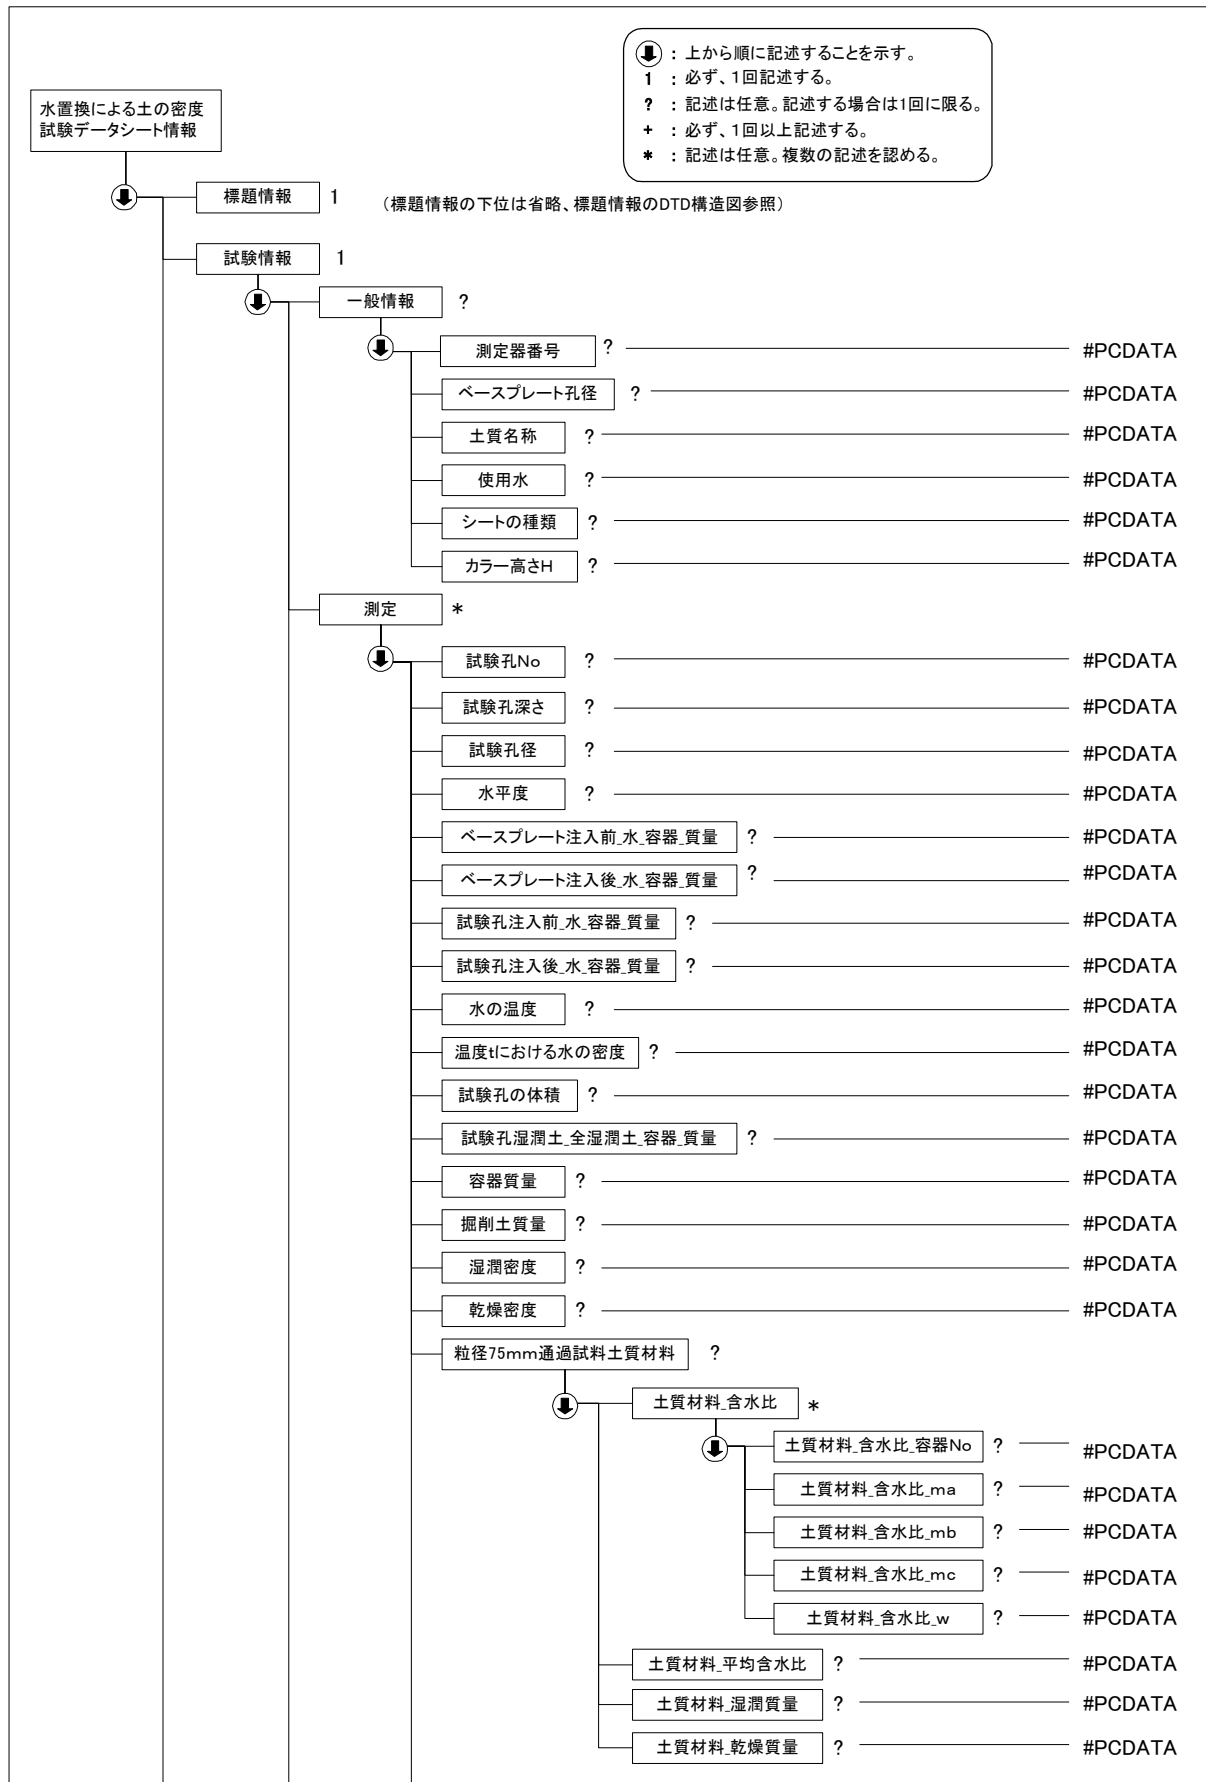 ： 上から順に記述することを示す。
1 ： 必ず、1回記述する。
? ： 記述は任意。記述する場合は1回に限る。
+ ： 必ず、1回以上記述する。
* ： 記述は任意。複数の記述を認める。
水置換による土の密度
試験データシート情報
標題情報 1 （標題情報の下位は省略、標題情報のDTD構造図参照）
試験情報 1
一般情報 ?
測定器番号 ? #PCDATA
ベースプレート孔径 ? #PCDATA
土質名称 ? #PCDATA
使用水 ? #PCDATA
シートの種類 ? #PCDATA
カラー高さH ? #PCDATA
測定 *
試験孔No ? #PCDATA
試験孔深さ ? #PCDATA
試験孔径 ? #PCDATA
水平度 ? #PCDATA
ベースプレート注入前_水_容器_質量 ? #PCDATA
ベースプレート注入後_水_容器_質量 ? #PCDATA
試験孔注入前_水_容器_質量 ? #PCDATA
試験孔注入後_水_容器_質量 ? #PCDATA
水の温度 ? #PCDATA
温度tにおける水の密度 ? #PCDATA
試験孔の体積 ? #PCDATA
試験孔湿潤土_全湿潤土_容器_質量 ? #PCDATA
容器質量 ? #PCDATA
掘削土質量 ? #PCDATA
湿潤密度 ? #PCDATA
乾燥密度 ? #PCDATA
粒径75mm通過試料土質材料 ?
土質材料_含水比 *
土質材料_含水比_容器No ? #PCDATA
土質材料_含水比_ma ? #PCDATA
土質材料_含水比_mb ? #PCDATA
土質材料_含水比_mc ? #PCDATA
土質材料_含水比_w ? #PCDATA
土質材料_平均含水比 ? #PCDATA
土質材料_湿潤質量 ? #PCDATA
土質材料_乾燥質量 ? #PCDATA